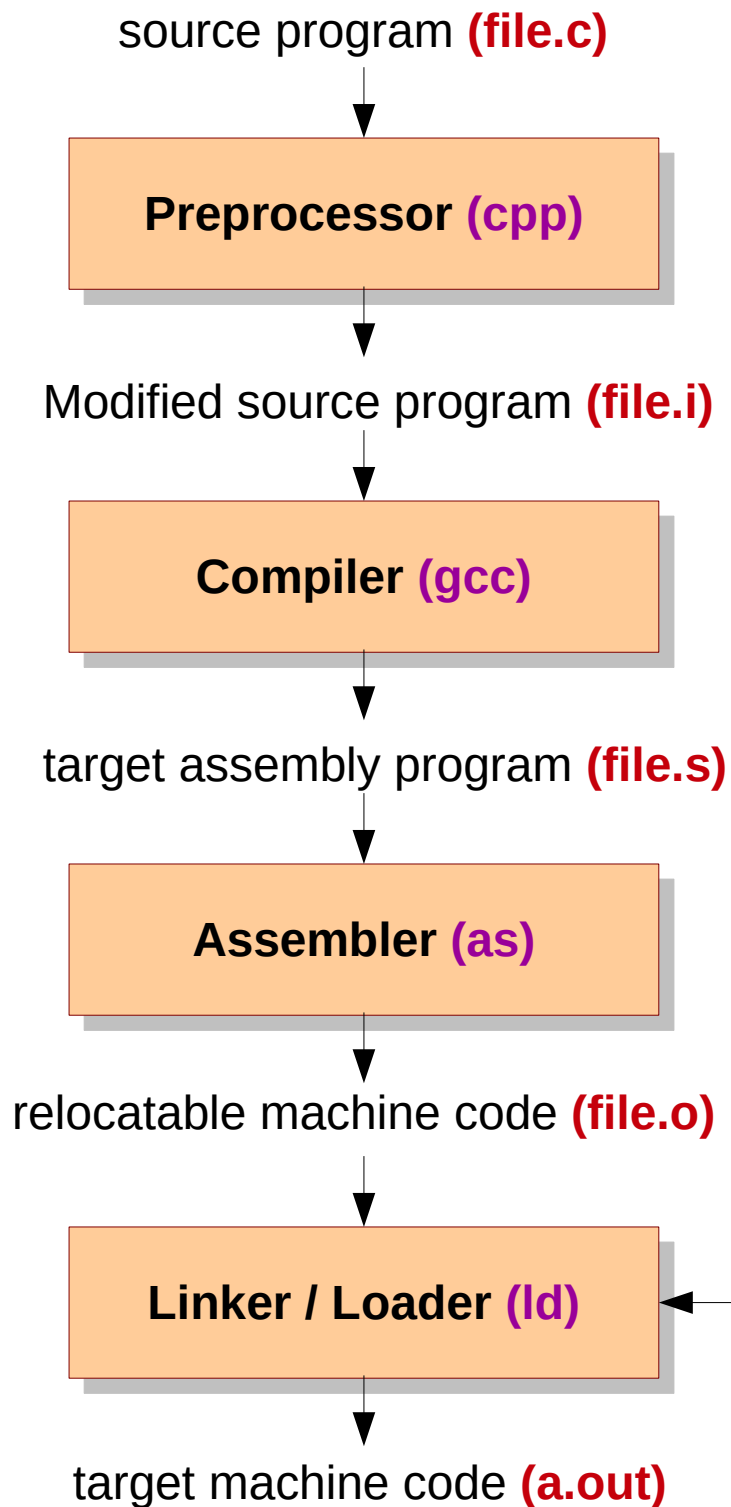 source program (file.c)
Preprocessor (cpp)
Modified source program (file.i)
Compiler (gcc)
target assembly program (file.s)
Assembler (as)
relocatable machine code (file.o)
Linker / Loader (ld)
target machine code (a.out)